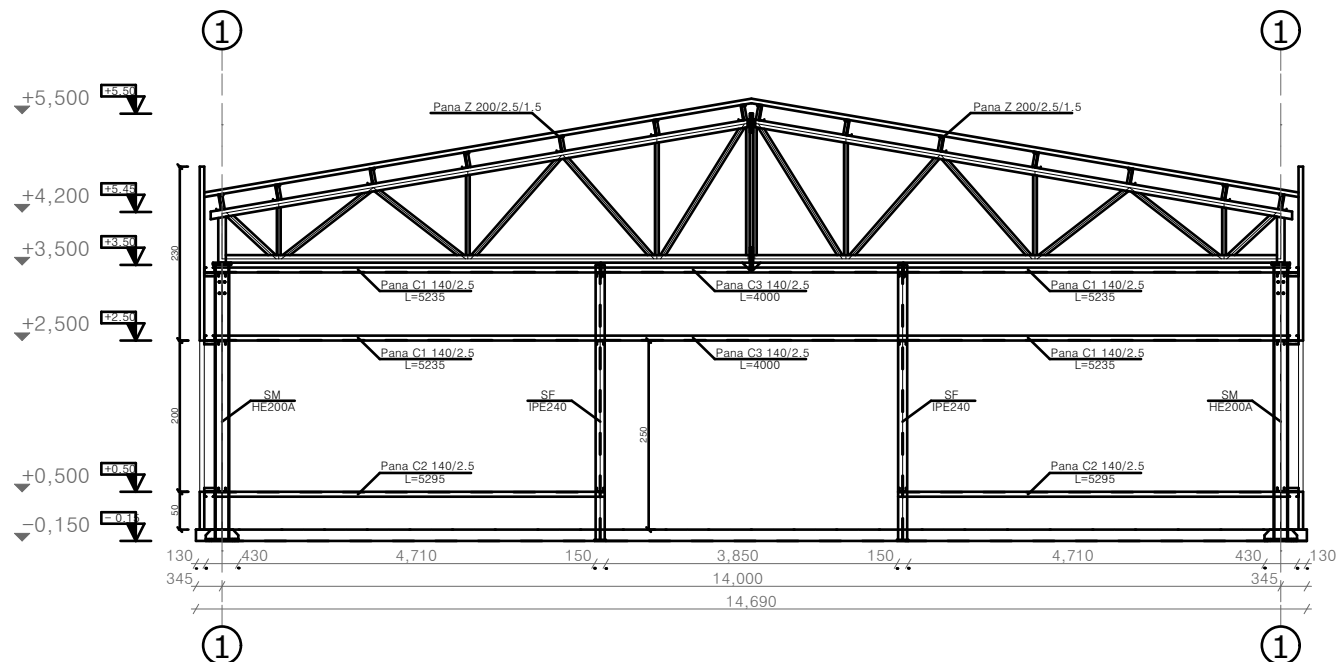 1
1
+5,500
+5.50
Pana Z 200/2.5/1.5
Pana Z 200/2.5/1.5
+4,200
+5.45
+3,500
+3.50
230
Pana C1 140/2.5
L=5235
Pana C3 140/2.5
L=4000
Pana C1 140/2.5
L=5235
+2,500
+2.50
Pana C1 140/2.5
L=5235
Pana C3 140/2.5
L=4000
Pana C1 140/2.5
L=5235
SM
HE200A
SF
IPE240
SF
IPE240
SM
HE200A
200
250
+0,500
+0.50
Pana C2 140/2.5
L=5295
Pana C2 140/2.5
L=5295
50
-0,150
-0.15
130
430
4,710
150
3,850
150
4,710
430
130
345
14,000
345
14,690
1
1